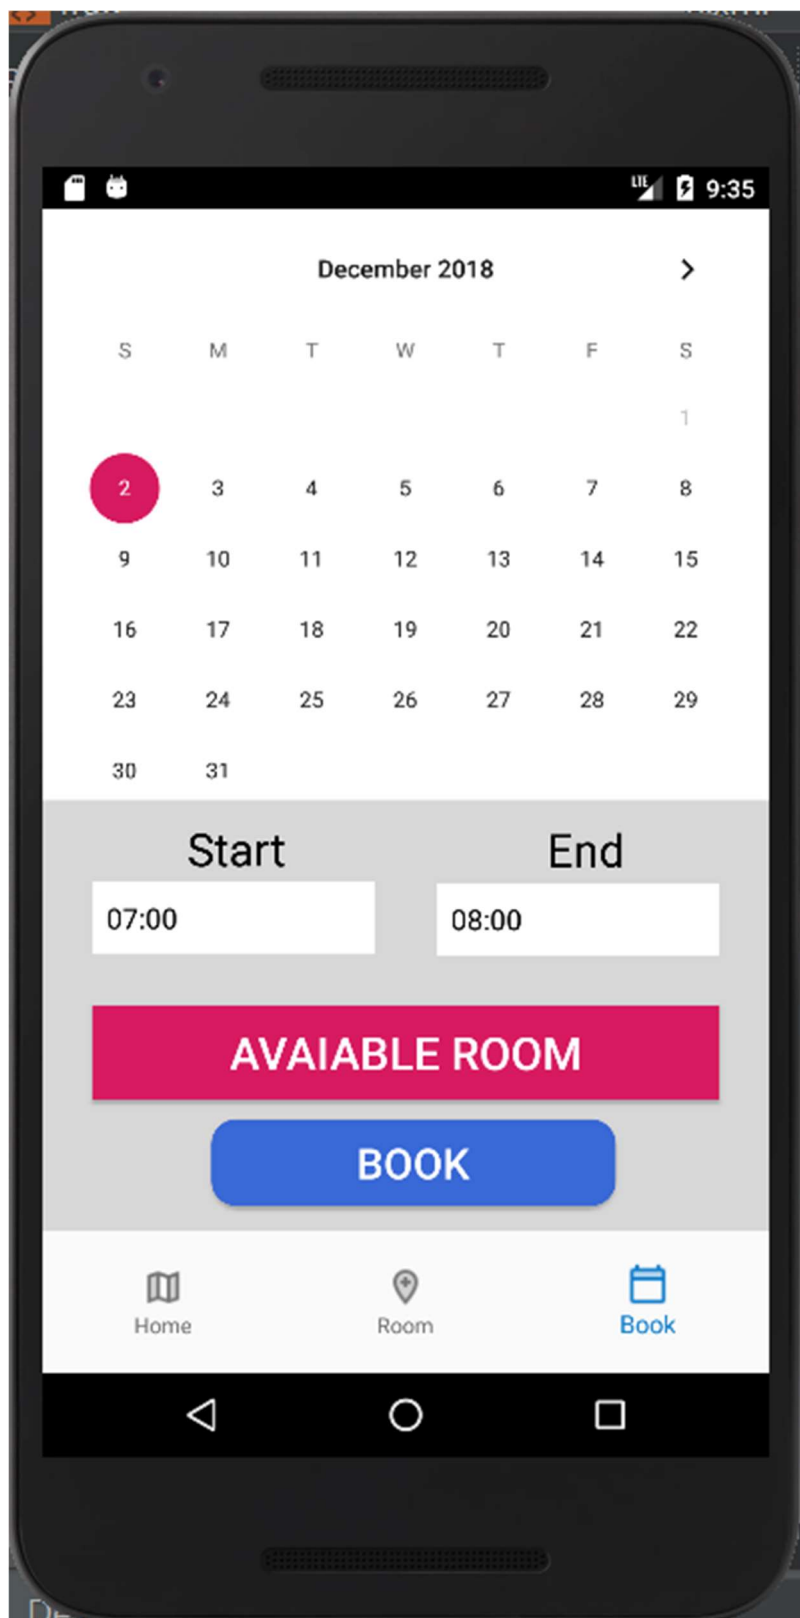 LTE 9:35
December 2018
S M T W T F S
1
2 3 4 5 6 7 8
9 10 11 12 13 14 15
16 17 18 19 20 21 22
23 24 25 26 27 28 29
30 31
Start End
07:00 08:00
AVAIABLE ROOM
BOOK
Home Room Book